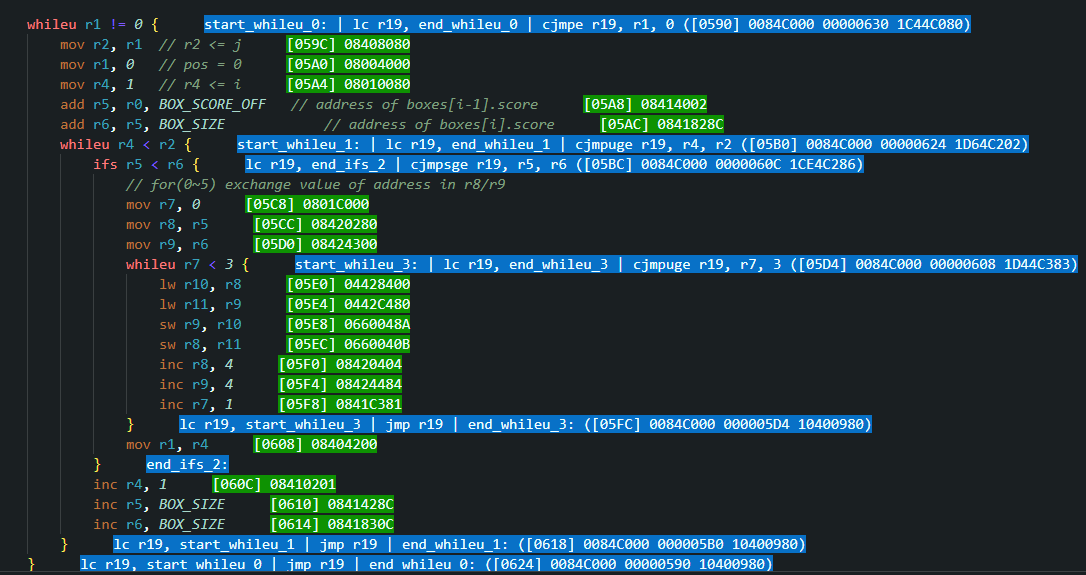 whileu r1 != 0 { start_whileu_0: | lc r19, end_whileu_0 | cjmpe r19, r1, 0 ([0590] 0084C000 00000630 1C44C080)
mov r2, r1 // r2 <= j [059C] 08408080
mov r1, 0 // pos = 0 [05A0] 08004000
mov r4, 1 // r4 <= i [05A4] 08010080
add r5, r0, BOX_SCORE_OFF // address of boxes[i-1].score [05A8] 08414002
add r6, r5, BOX_SIZE // address of boxes[i].score [05AC] 0841828C
whileu r4 < r2 { start_whileu_1: | lc r19, end_whileu_1 | cjmpuge r19, r4, r2 ([05B0] 0084C000 00000624 1D64C202)
ifs r5 < r6 { lc r19, end_ifs_2 | cjmpsge r19, r5, r6 ([05BC] 0084C000 0000060C 1CE4C286)
// for(0~5) exchange value of address in r8/r9
mov r7, 0 [05C8] 0801C000
mov r8, r5 [05CC] 08420280
mov r9, r6 [05D0] 08424300
whileu r7 < 3 { start_whileu_3: | lc r19, end_whileu_3 | cjmpuge r19, r7, 3 ([05D4] 0084C000 00000608 1D44C383)
lw r10, r8 [05E0] 04428400
lw r11, r9 [05E4] 0442C480
sw r9, r10 [05E8] 0660048A
sw r8, r11 [05EC] 0660040B
inc r8, 4 [05F0] 08420404
inc r9, 4 [05F4] 08424484
inc r7, 1 [05F8] 0841C381
} lc r19, start_whileu_3 | jmp r19 | end_whileu_3: ([05FC] 0084C000 000005D4 10400980)
mov r1, r4 [0608] 08404200
} end_ifs_2:
inc r4, 1 [060C] 08410201
inc r5, BOX_SIZE [0610] 0841428C
inc r6, BOX_SIZE [0614] 0841830C
} lc r19, start_whileu_1 | jmp r19 | end_whileu_1: ([0618] 0084C000 000005B0 10400980)
} lc r19, start_whileu_0 | jmp r19 | end_whileu_0: ([0624] 0084C000 00000590 10400980)